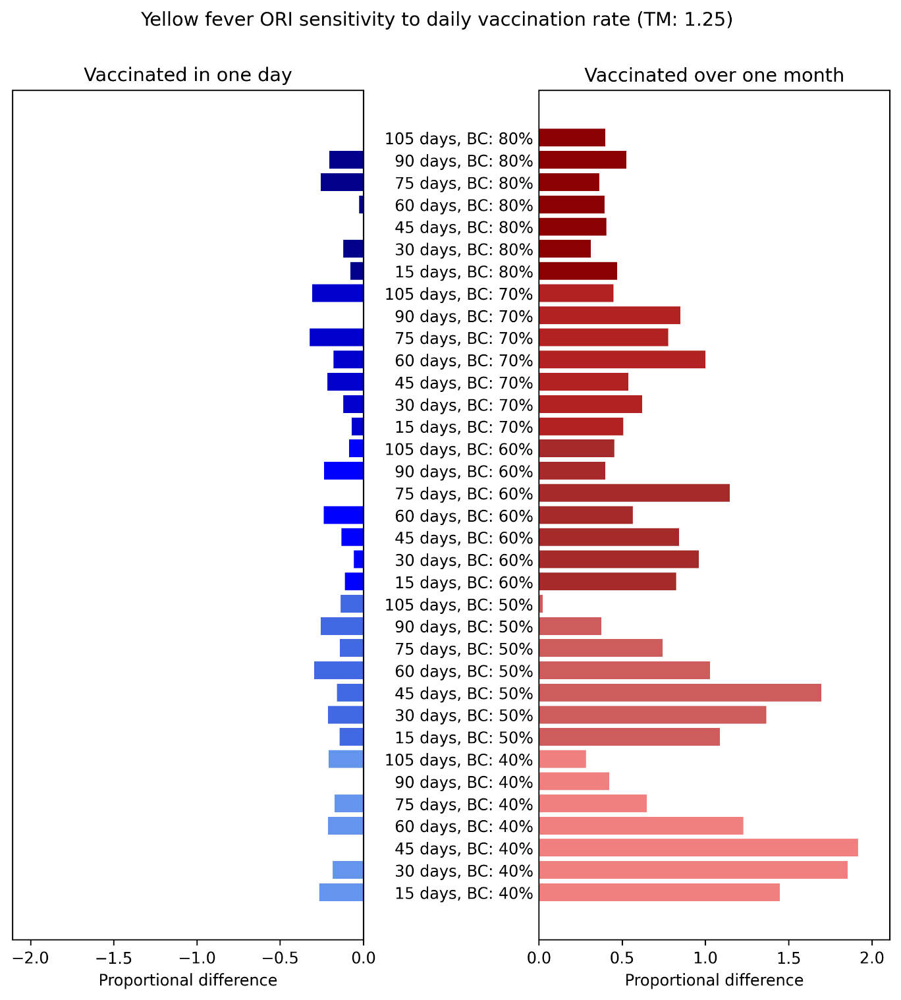 Yellow fever ORI sensitivity to daily vaccination rate (TM: 1.25)
Vaccinated in one day
Vaccinated over one month
105 days, BC: 80%
90 days, BC: 80%
75 days, BC: 80%
60 days, BC: 80%
45 days, BC: 80%
30 days, BC: 80%
15 days, BC: 80%
105 days, BC: 70%
90 days, BC: 70%
75 days, BC: 70%
60 days, BC: 70%
45 days, BC: 70%
30 days, BC: 70%
15 days, BC: 70%
105 days, BC: 60%
90 days, BC: 60%
75 days, BC: 60%
60 days, BC: 60%
45 days, BC: 60%
30 days, BC: 60%
15 days, BC: 60%
105 days, BC: 50%
90 days, BC: 50%
75 days, BC: 50%
60 days, BC: 50%
45 days, BC: 50%
30 days, BC: 50%
15 days, BC: 50%
105 days, BC: 40%
90 days, BC: 40%
75 days, BC: 40%
60 days, BC: 40%
45 days, BC: 40%
30 days, BC: 40%
15 days, BC: 40%
−2.0 −1.5 −1.0 −0.5 0.0
0.0 0.5 1.0 1.5 2.0
Proportional difference
Proportional difference